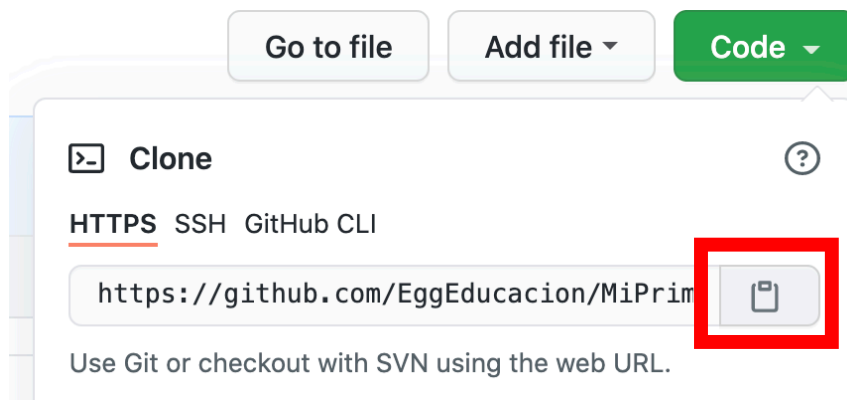 Go to file Add file Code
Clone
HTTPS SSH GitHub CLI
https://github.com/EggEducacion/MiPrim
Use Git or checkout with SVN using the web URL.